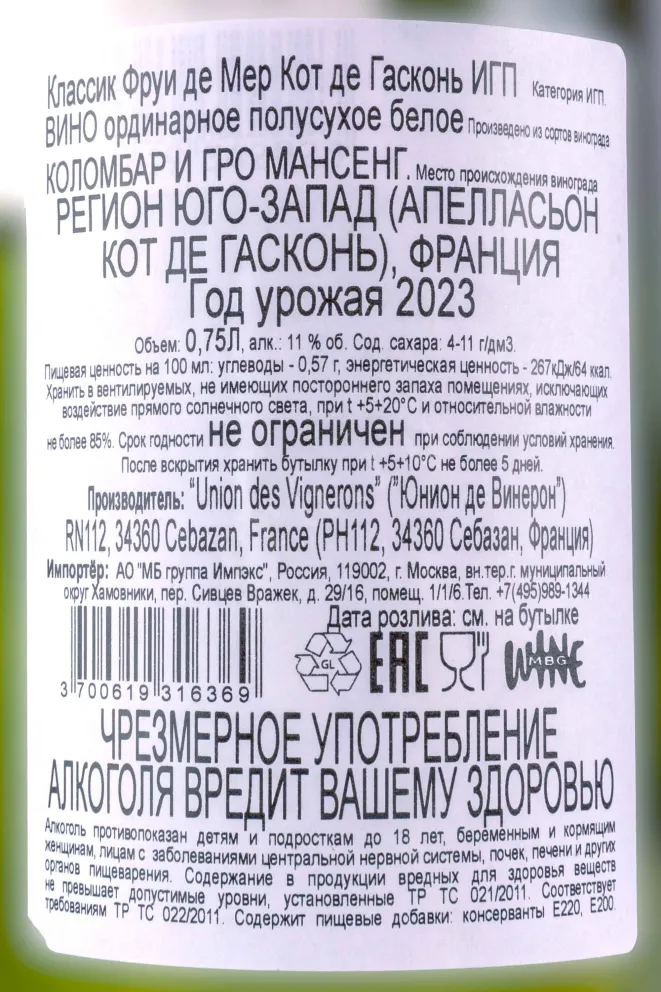 Классик Фруи де Мер Кот де Гасконь ИГП Категория ИГП.
ВИНО ординарное полусухое белое Произведено из сортов винограда
КОЛОМБАР И ГРО МАНСЕНГ. Место происхождения винограда
РЕГИОН ЮГО-ЗАПАД (АПЕЛЛАСЬОН
КОТ ДЕ ГАСКОНЬ), ФРАНЦИЯ
Год урожая 2023
Объем: 0,75Л, алк.: 11 % об. Сод. сахара: 4-11 г/дм3.
Пищевая ценность на 100 мл: углеводы - 0,57 г, энергетическая ценность - 267кДж/64 ккал.
Хранить в вентилируемых, не имеющих постороннего запаха помещениях, исключающих
воздействие прямого солнечного света, при t +5+20°С и относительной влажности
не более 85%. Срок годности не ограничен при соблюдении условий хранения.
После вскрытия хранить бутылку при t +5+10°С не более 5 дней.
Производитель: "Union des Vignerons" ("Юнион де Винерон")
RN112, 34360 Cebazan, France (РН112, 34360 Себазан, Франция)
Импортёр: АО "МБ группа Импэкс", Россия, 119002, г. Москва, вн.тер.г. муниципальный
округ Хамовники, пер. Сивцев Вражек, д. 29/16, помещ. 1/1/6.Тел. +7(495)989-1344
Дата розлива: см. на бутылке
GL EAC WINE MBG
3 700619 316369
ЧРЕЗМЕРНОЕ УПОТРЕБЛЕНИЕ
АЛКОГОЛЯ ВРЕДИТ ВАШЕМУ ЗДОРОВЬЮ
Алкоголь противопоказан детям и подросткам до 18 лет, беременным и кормящим
женщинам, лицам с заболеваниями центральной нервной системы, почек, печени и других
органов пищеварения. Содержание в продукции вредных для здоровья веществ
не превышает допустимые уровни, установленные ТР ТС 021/2011. Соответствует
требованиям ТР ТС 022/2011. Содержит пищевые добавки: консерванты Е220, Е200.